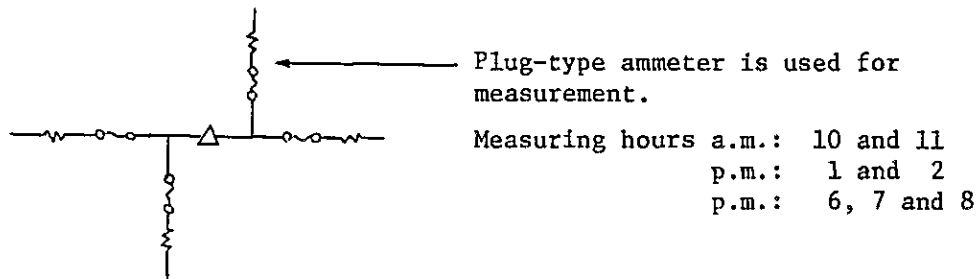 Plug-type ammeter is used for
measurement.
Measuring hours a.m.: 10 and 11
p.m.: 1 and 2
p.m.: 6, 7 and 8